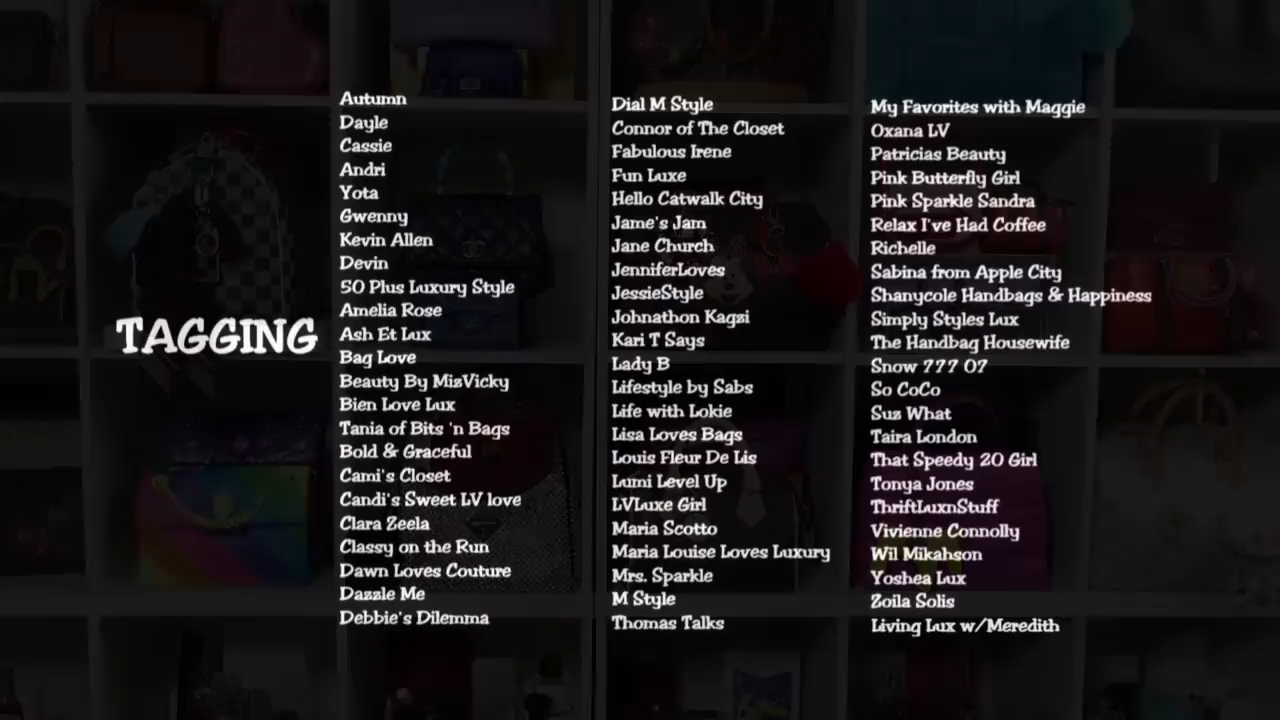 TAGGING
Autumn
Dayle
Cassie
Andri
Yota
Gwenny
Kevin Allen
Devin
50 Plus Luxury Style
Amelia Rose
Ash Et Lux
Bag Love
Beauty By MizVicky
Bien Love Lux
Tania of Bits 'n Bags
Bold & Graceful
Cami's Closet
Candi's Sweet LV love
Clara Zeela
Classy on the Run
Dawn Loves Couture
Dazzle Me
Debbie's Dilemma
Dial M Style
Connor of The Closet
Fabulous Irene
Fun Luxe
Hello Catwalk City
Jame's Jam
Jane Church
JenniferLoves
JessieStyle
Johnathon Kagzi
Kari T Says
Lady B
Lifestyle by Sabs
Life with Lokie
Lisa Loves Bags
Louis Fleur De Lis
Lumi Level Up
LVLuxe Girl
Maria Scotto
Maria Louise Loves Luxury
Mrs. Sparkle
M Style
Thomas Talks
My Favorites with Maggie
Oxana LV
Patricias Beauty
Pink Butterfly Girl
Pink Sparkle Sandra
Relax I've Had Coffee
Richelle
Sabina from Apple City
Shanycole Handbags & Happiness
Simply Styles Lux
The Handbag Housewife
Snow 777 07
So CoCo
Suz What
Taira London
That Speedy 20 Girl
Tonya Jones
ThriftLuxnStuff
Vivienne Connolly
Wil Mikahson
Yoshea Lux
Zoila Solis
Living Lux w/Meredith